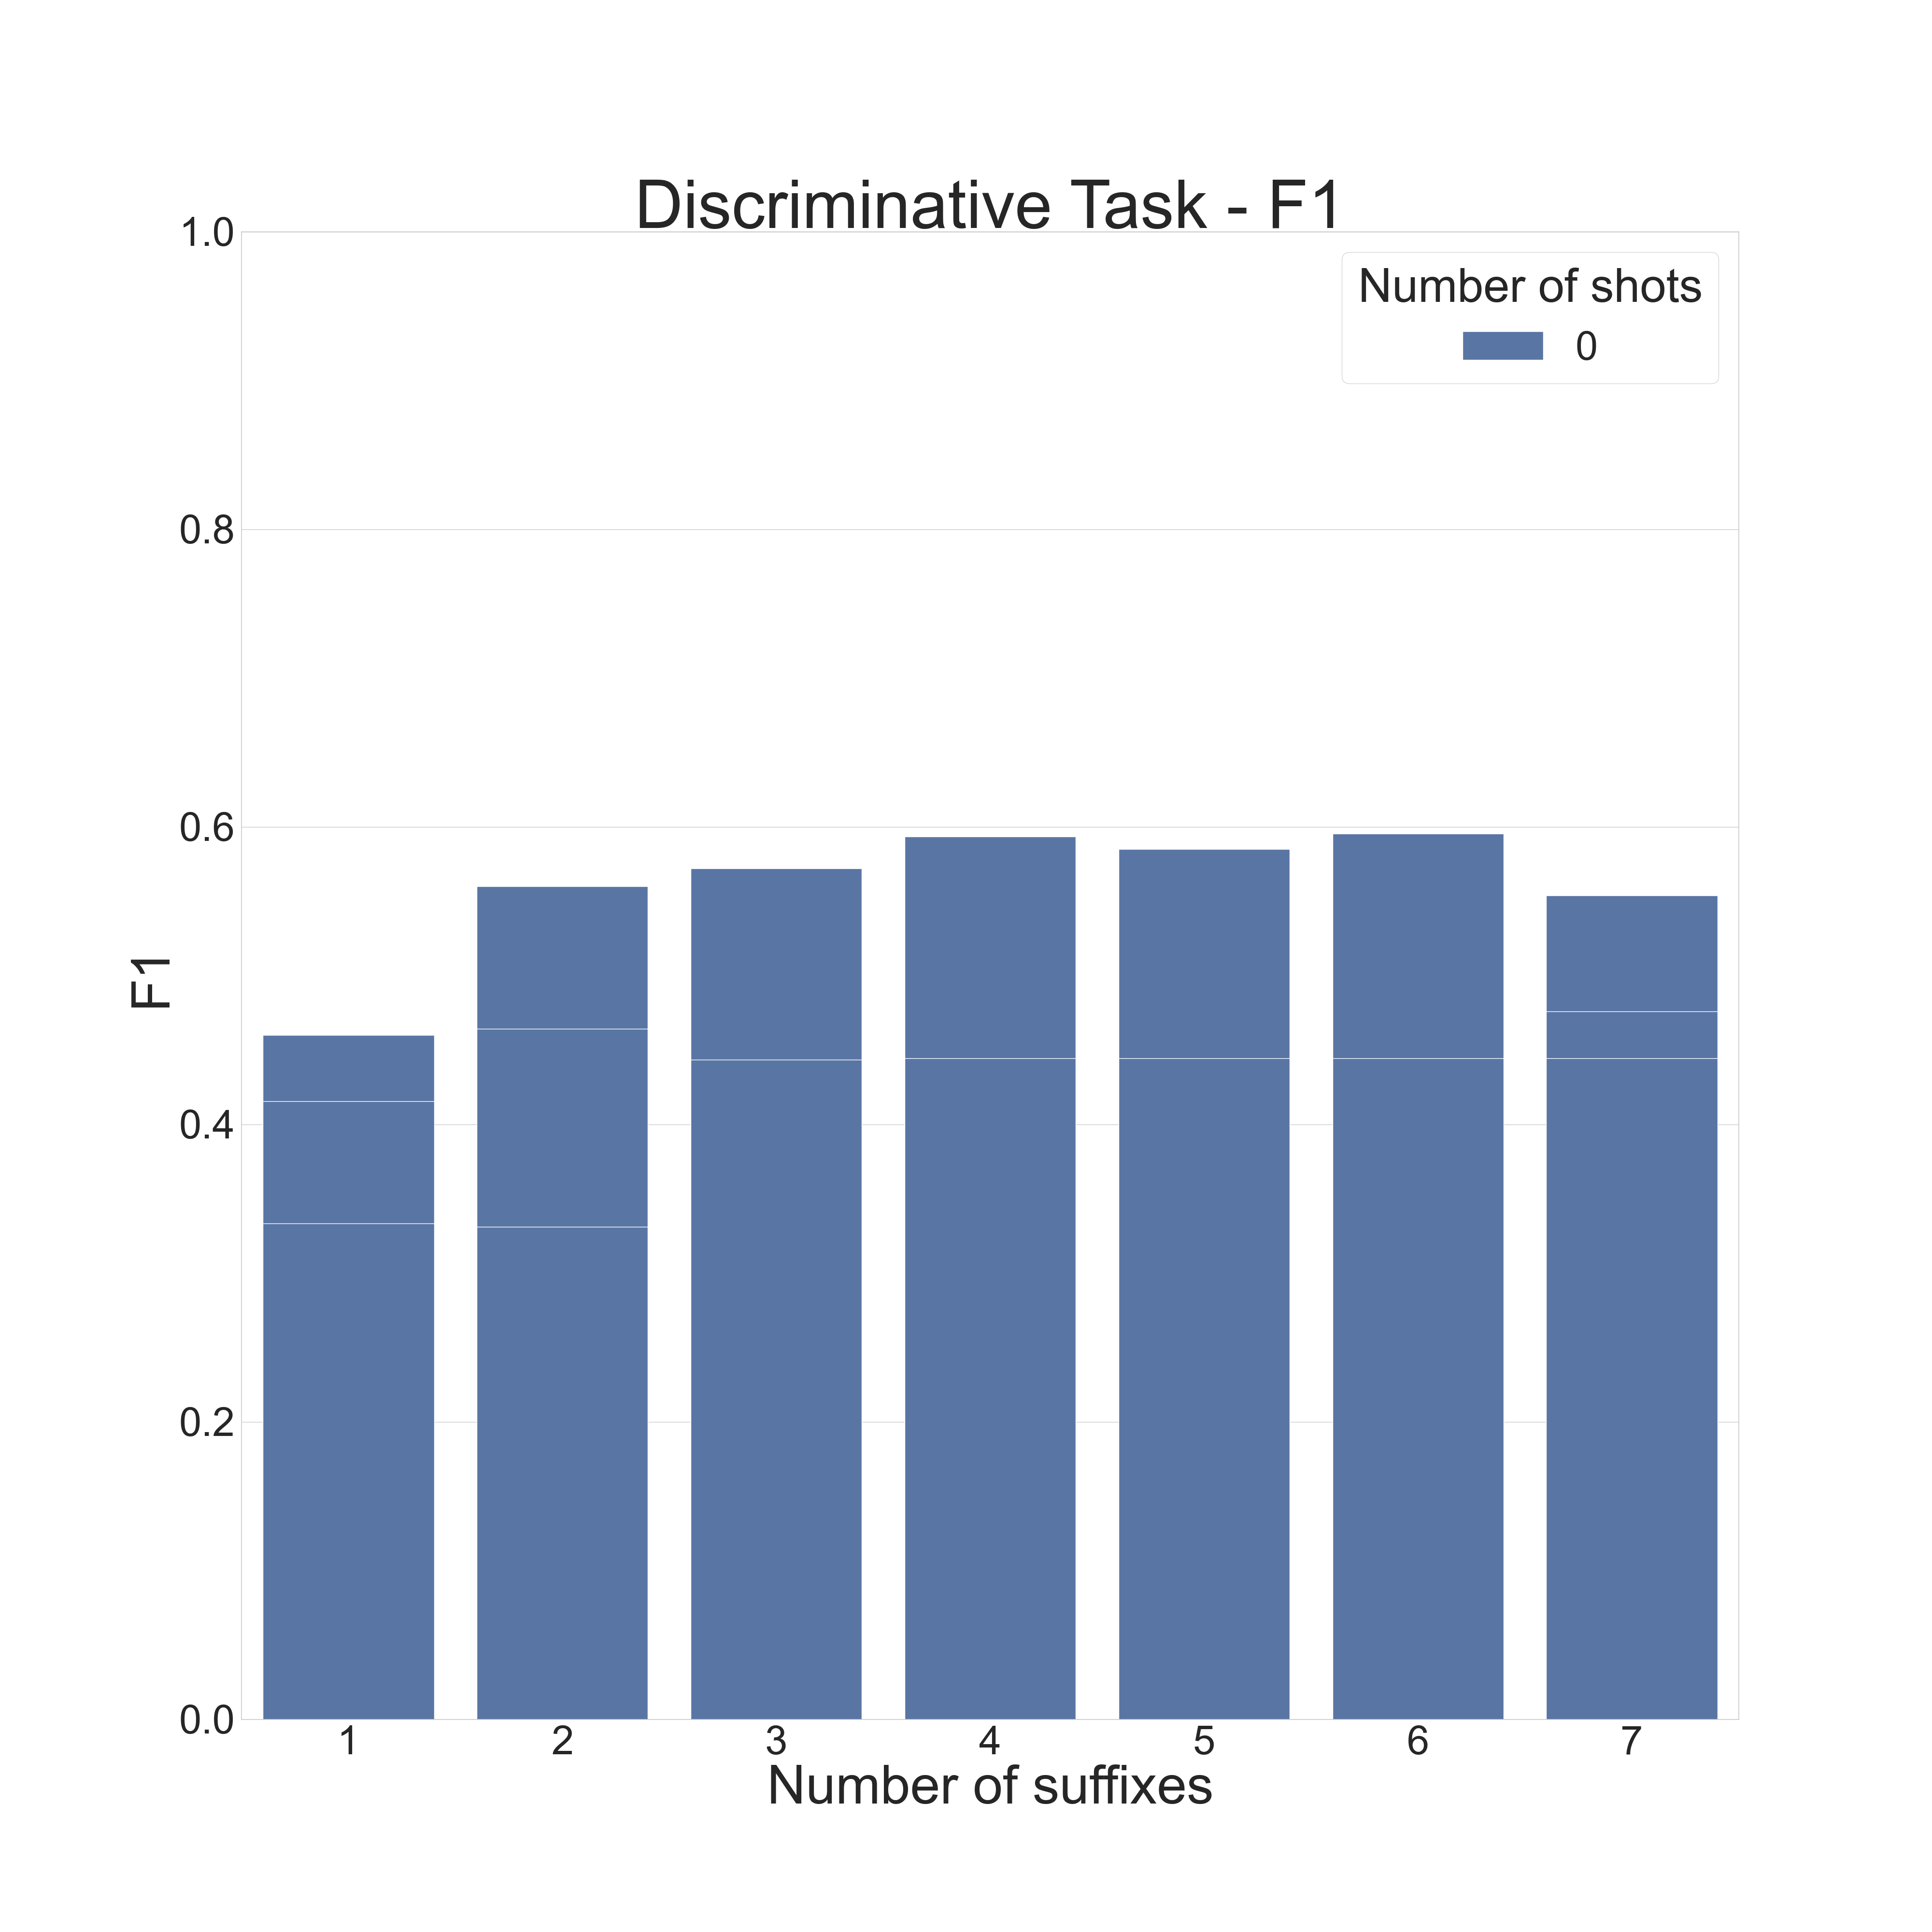 Discriminative Task - F1
1.0
Number of shots
0
0.8
0.6
F1
0.4
0.2
0.0
1 2 3 4 5 6 7
Number of suffixes